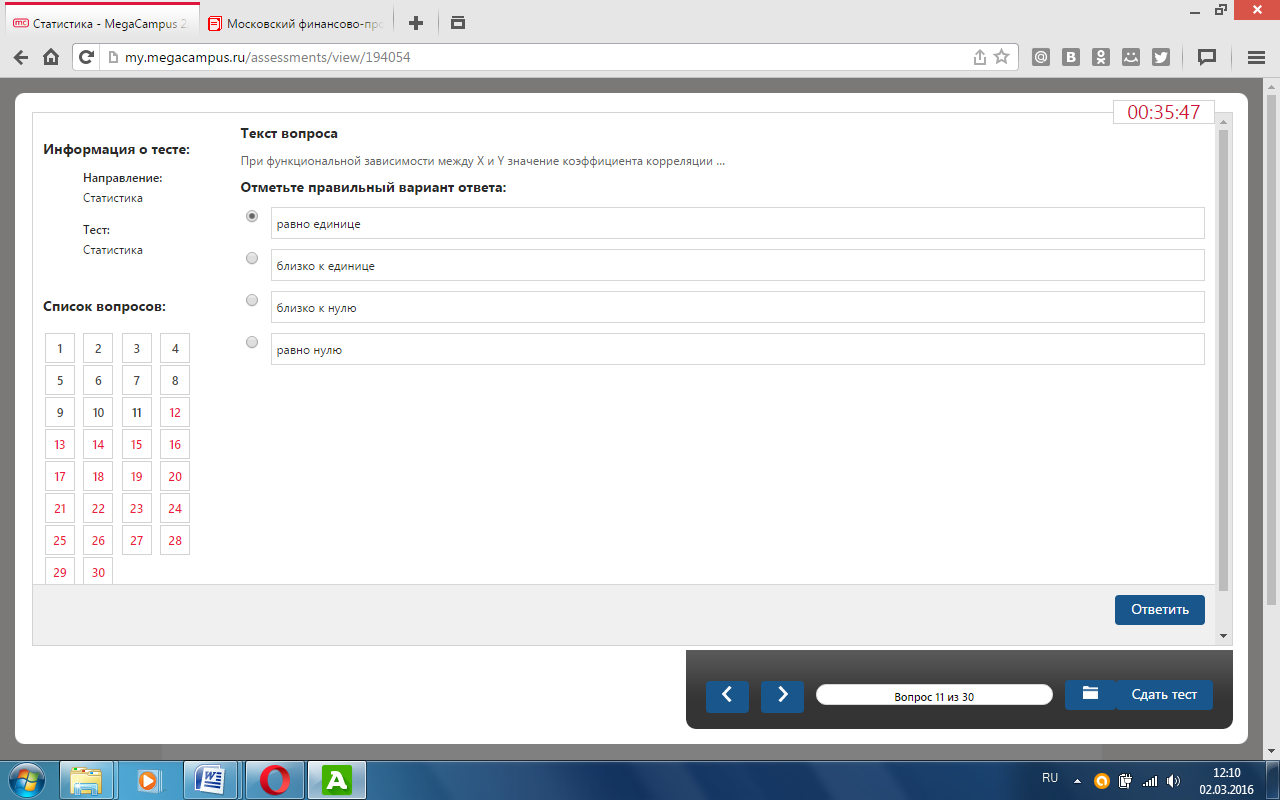 Статистика - MegaCampus 2.
Московский финансово-про
my.megacampus.ru/assessments/view/194054
00:35:47
Информация о тесте:
Направление:
Статистика
Тест:
Статистика
Список вопросов:
1 2 3 4
5 6 7 8
9 10 11 12
13 14 15 16
17 18 19 20
21 22 23 24
25 26 27 28
29 30
Текст вопроса
При функциональной зависимости между X и Y значение коэффициента корреляции ...
Отметьте правильный вариант ответа:
равно единице
близко к единице
близко к нулю
равно нулю
Ответить
Вопрос 11 из 30
Сдать тест
RU
12:10
02.03.2016